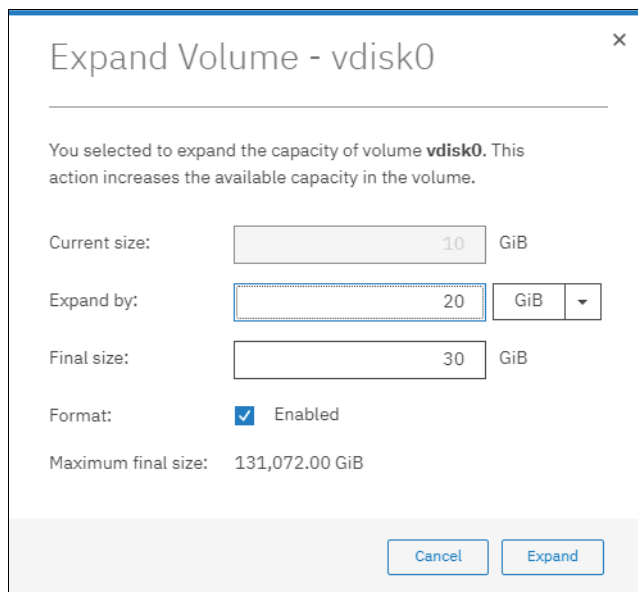 Expand Volume - vdisk0
You selected to expand the capacity of volume vdisk0. This
action increases the available capacity in the volume.
Current size: 10 GiB
Expand by: 20 GiB
Final size: 30 GiB
Format: Enabled
Maximum final size: 131,072.00 GiB
Cancel Expand